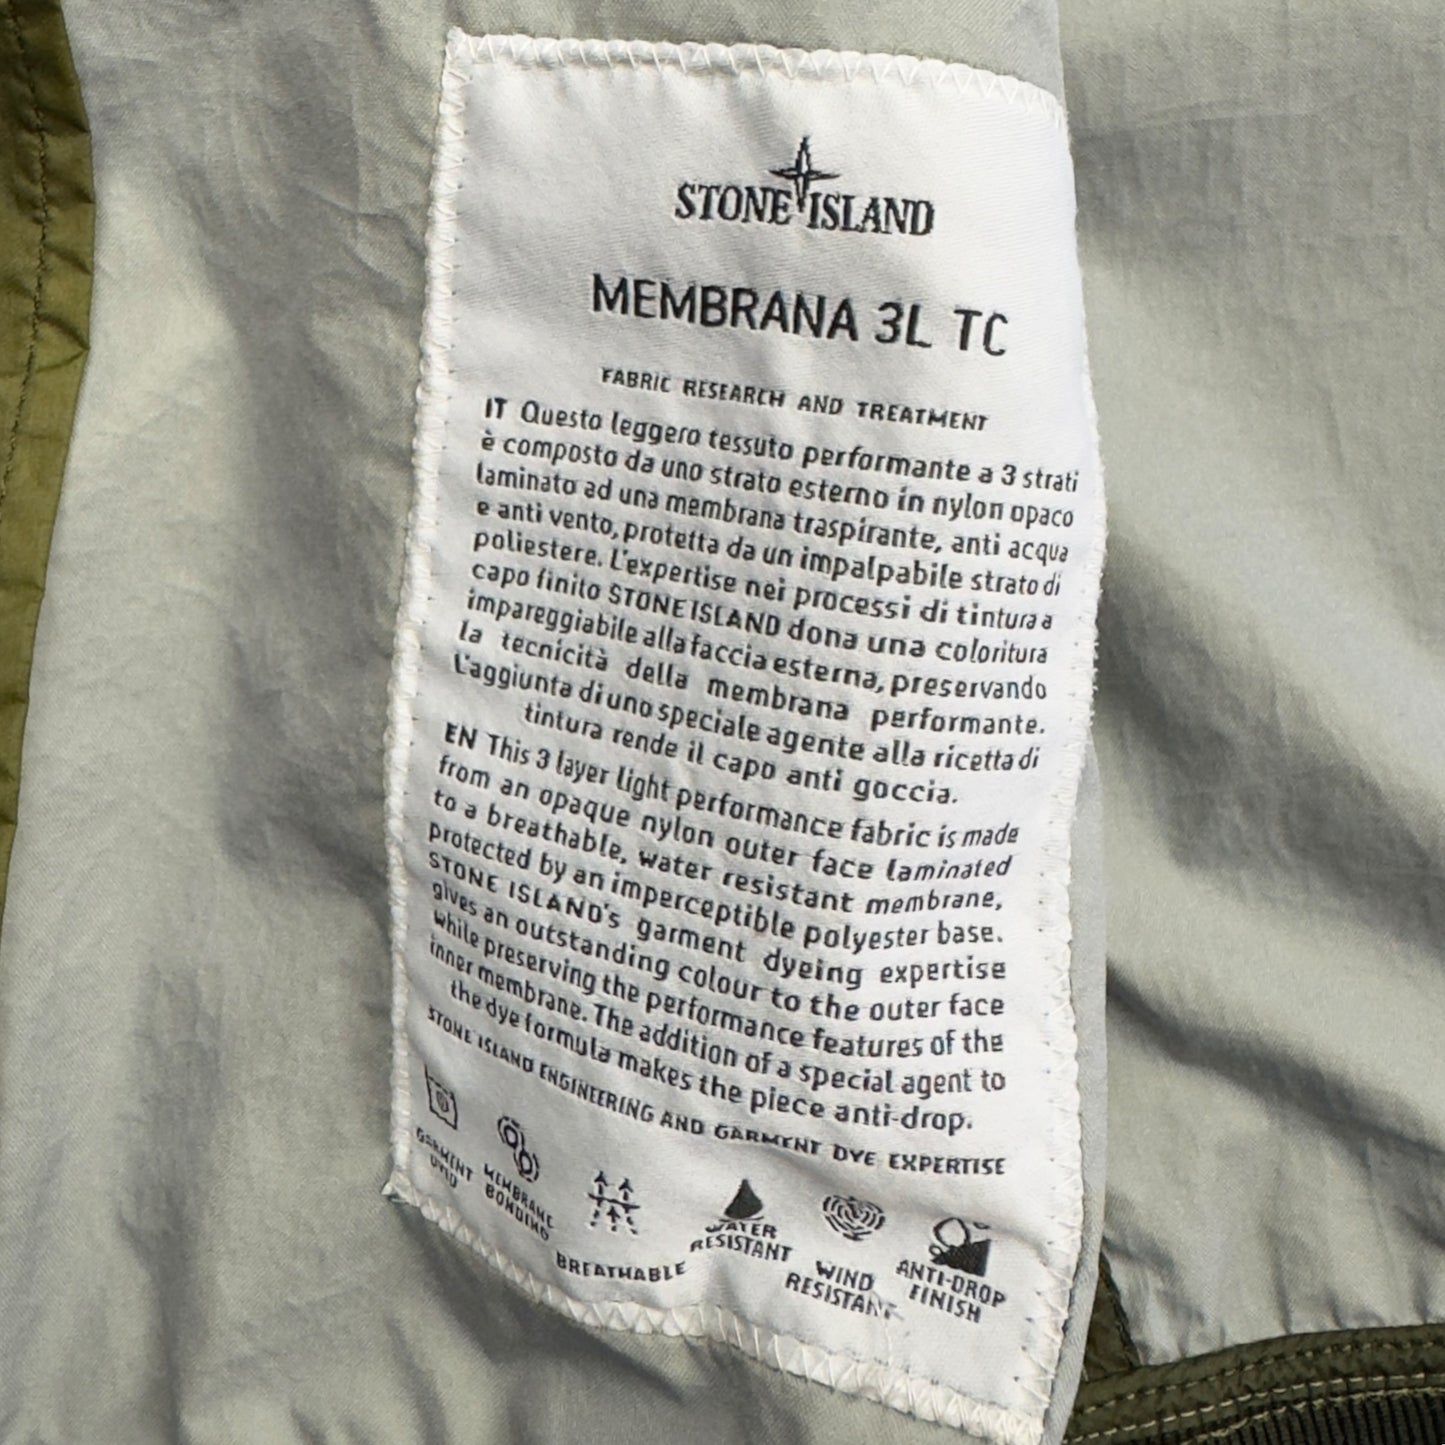 STONE ISLAND
MEMBRANA 3L TC
FABRIC RESEARCH AND TREATMENT
IT Questo leggero tessuto performante a 3 strati
è composto da uno strato esterno in nylon opaco
laminato ad una membrana traspirante, anti acqua
e anti vento, protetta da un impalpabile strato di
poliestere. L'expertise nei processi di tintura a
capo finito STONE ISLAND dona una coloritura
impareggiabile alla faccia esterna, preservando
la tecnicità della membrana performante.
L'aggiunta di uno speciale agente alla ricetta di
tintura rende il capo anti goccia.
EN This 3 layer light performance fabric is made
from an opaque nylon outer face laminated
to a breathable, water resistant membrane,
protected by an imperceptible polyester base.
STONE ISLAND's garment dyeing expertise
gives an outstanding colour to the outer face
while preserving the performance features of the
inner membrane. The addition of a special agent to
the dye formula makes the piece anti-drop.
STONE ISLAND ENGINEERING AND GARMENT DYE EXPERTISE
GARMENT
DYED
MEMBRANE
BONDING
BREATHABLE
WATER
RESISTANT
WIND
RESISTANT
ANTI-DROP
FINISH